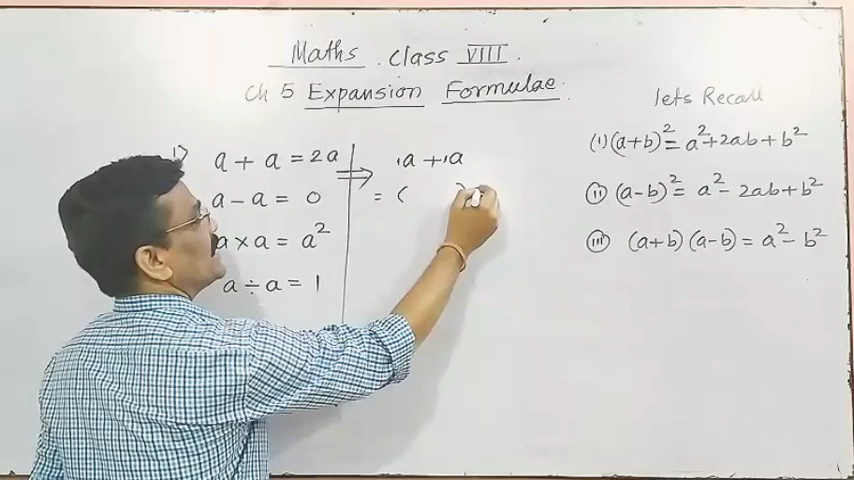 Maths Class VIII
Ch 5 Expansion Formulae
1)
a + a = 2a
a - a = 0
a × a = a²
a ÷ a = 1
⇒ 1a + 1a
= ( )
lets Recall
(i) (a+b)² = a² + 2ab + b²
(ii) (a-b)² = a² - 2ab + b²
(iii) (a+b) (a-b) = a² - b²